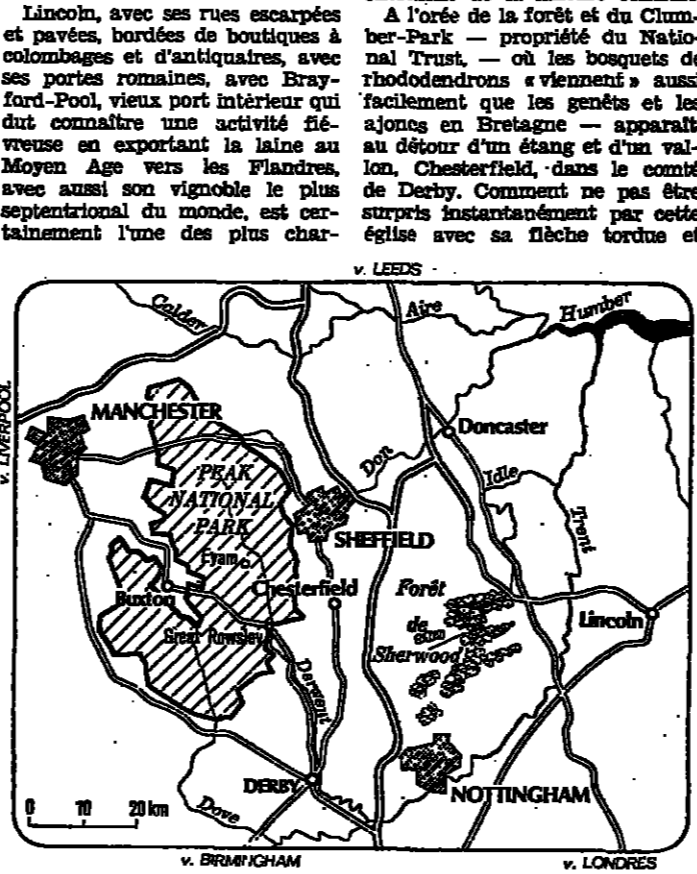 Lincoln, avec ses rues escarpées
et pavées, bordées de boutiques à
colombages et d'antiquaires, avec
ses portes romaines, avec Bray-
ford-Pool, vieux port intérieur qui
dut connaître une activité fié-
vreuse en exportant la laine au
Moyen Age vers les Flandres,
avec aussi son vignoble le plus
septentrional du monde, est cer-
tainement l'une des plus char-
A l'orée de la forêt et du Clum-
ber-Park — propriété du Natio-
nal Trust, — où les bosquets de
rhododendrons « viennent » aussi
facilement que les genêts et les
ajoncs en Bretagne — apparaît
au détour d'un étang et d'un val-
lon, Chesterfield, dans le comté
de Derby. Comment ne pas être
surpris instantanément par cette
église avec sa flèche tordue et
v. LEEDS
Calder
Aire
Humber
v. LIVERPOOL
MANCHESTER
Doncaster
Don
Idle
PEAK
NATIONAL
PARK
Trent
SHEFFIELD
Eyam
Chesterfield
Forêt
de
Sherwood
Buxton
Lincoln
Great Rowsley
Derwent
DERBY
NOTTINGHAM
Dove
0 10 20 km
v. BIRMINGHAM
v. LONDRES